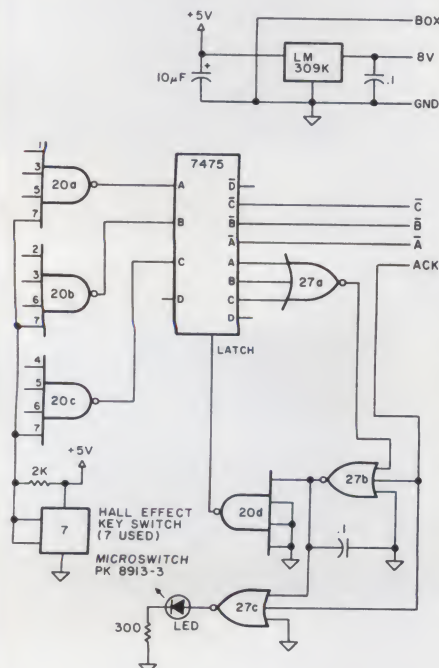 +5V
BOX
LM
309K
8V
+
10µF
.1
GND
1
3
5
7
20a
7475
A
D̅
C̅
C̅
B
B̅
B̅
2
3
6
7
20b
A̅
A̅
C
A
ACK
B
27a
D
C
D
LATCH
4
5
6
7
20c
+5V
2K
7
HALL EFFECT
KEY SWITCH
(7 USED)
MICROSWITCH
PK 8913-3
20d
27b
.1
27c
300
LED